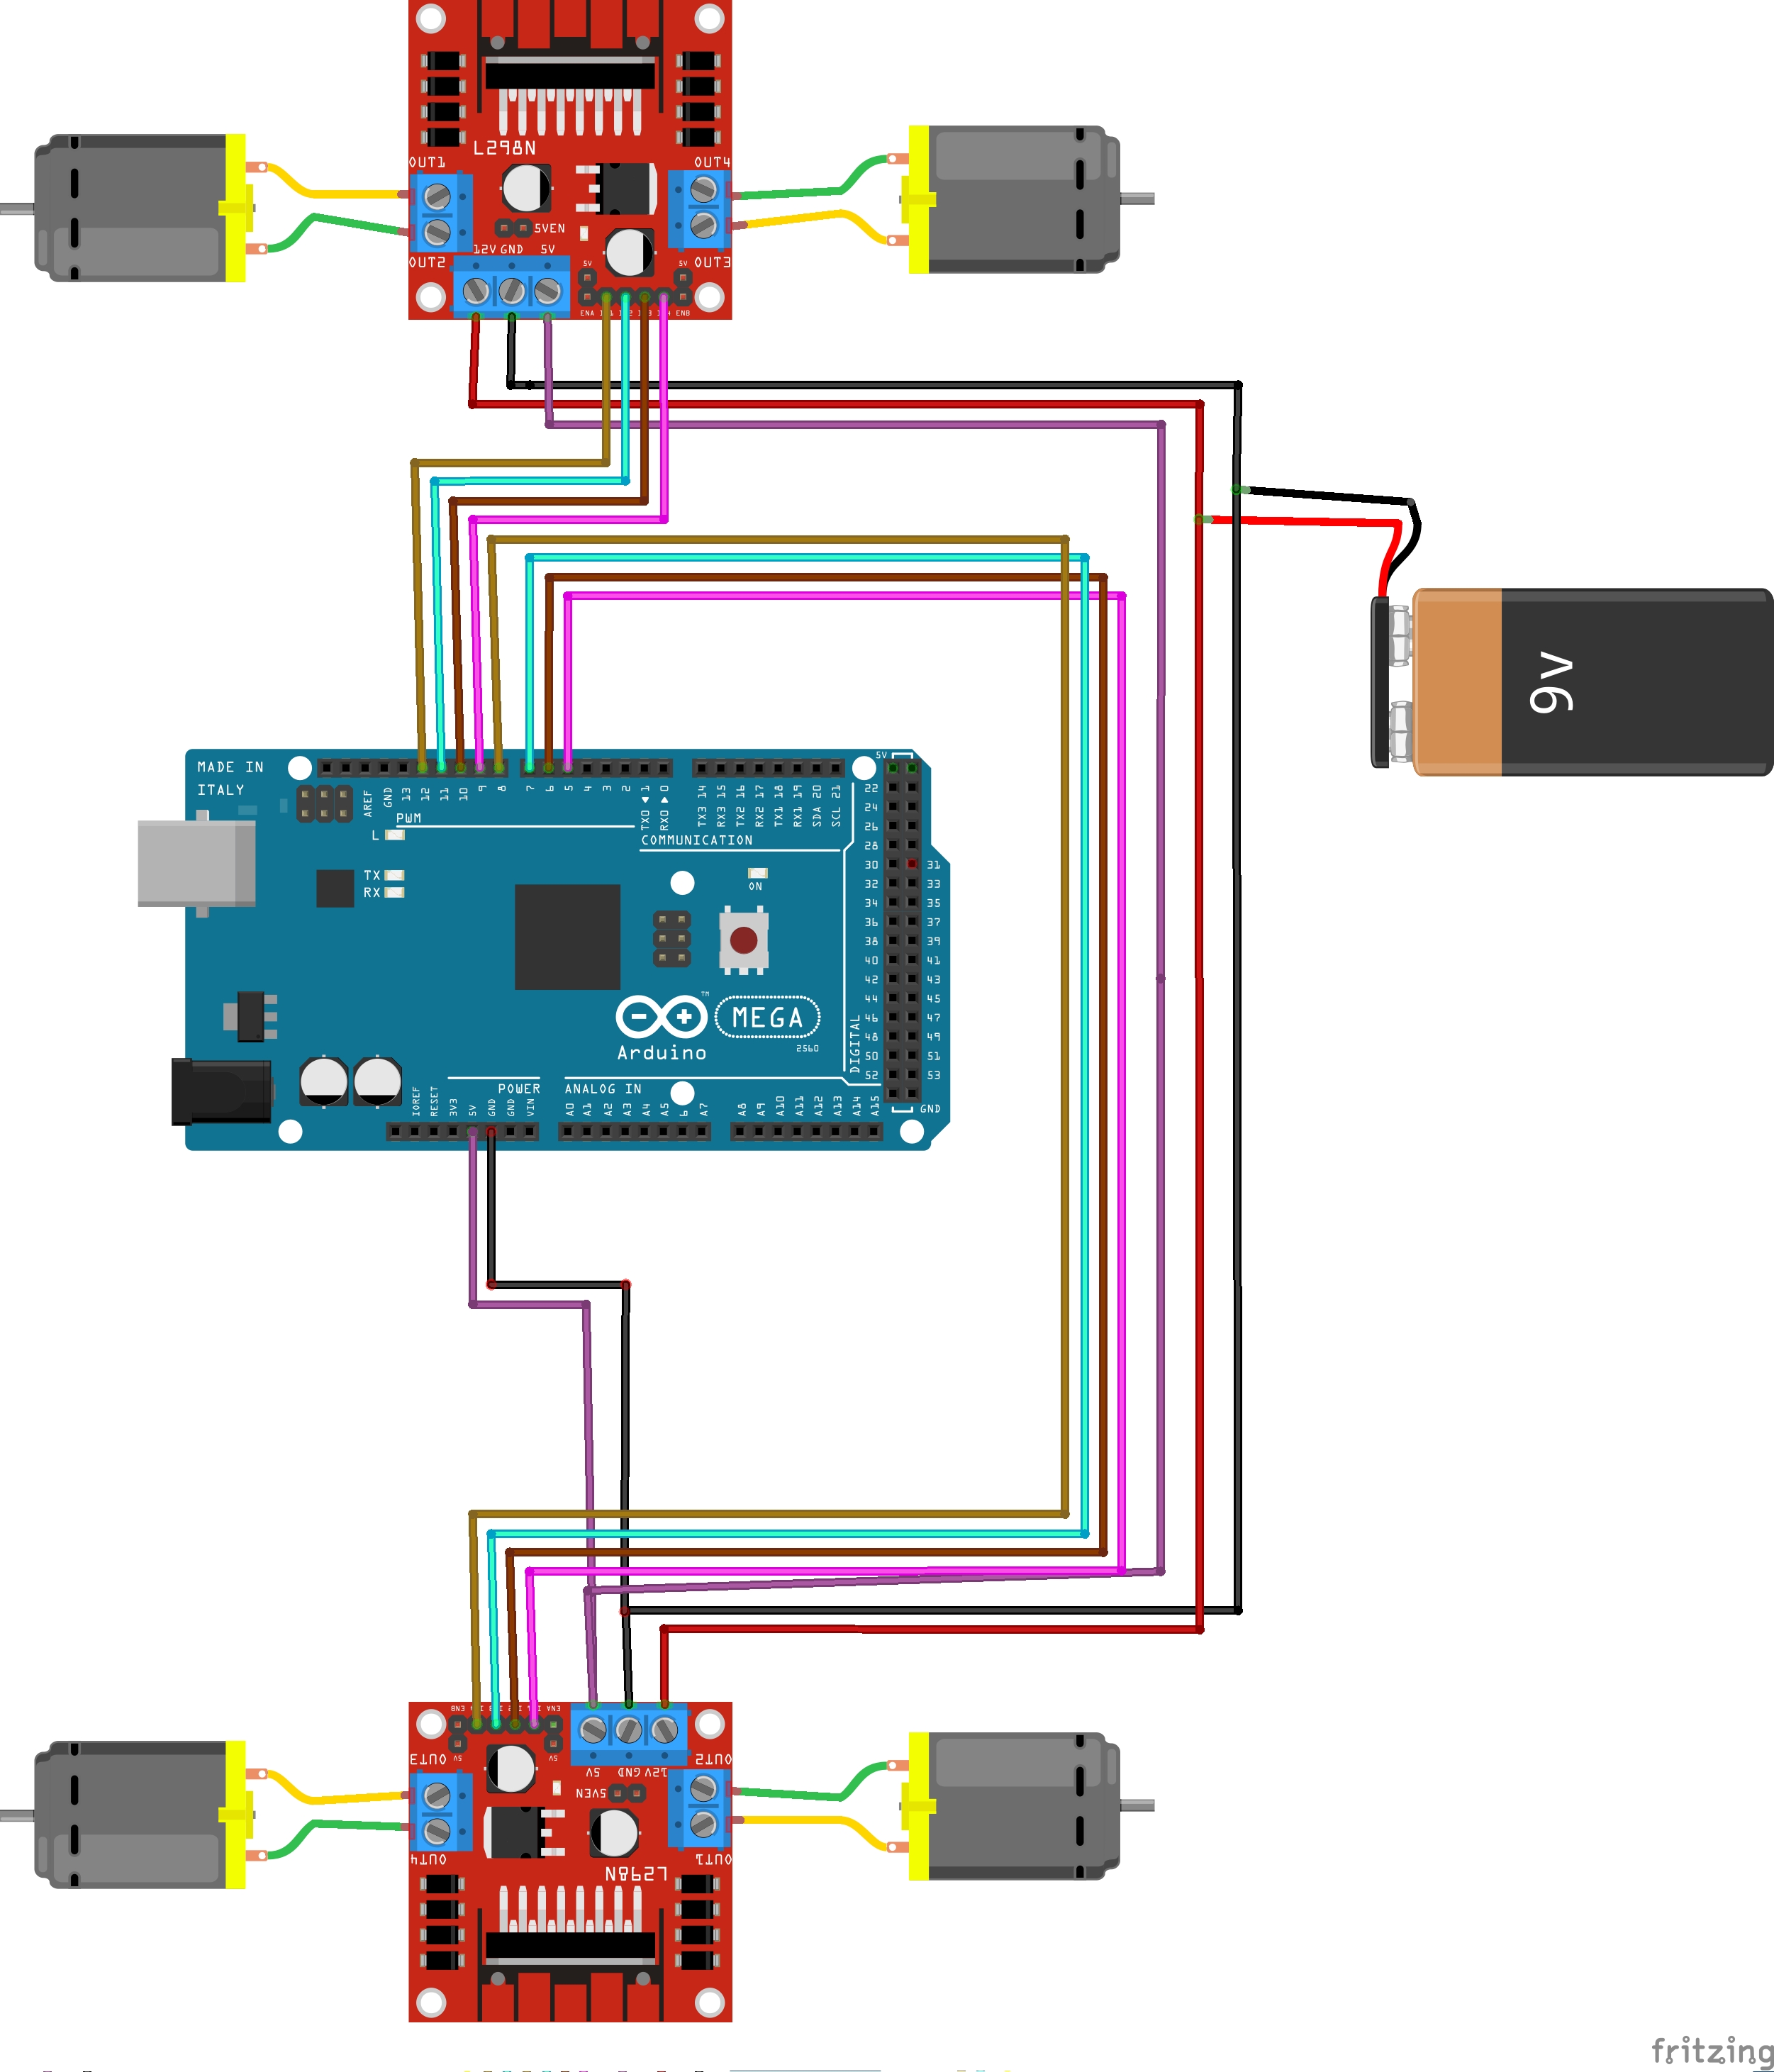 L298N
OUT1
OUT4
5VEN
12V GND 5V
OUT2
5V
5V
OUT3
ENA
ENB
9V
MADE IN
ITALY
AREF
GND
13
12
11
10
9
8
7
6
5
4
3
2
TX0 1
RX0 0
TX3 14
RX3 15
TX2 16
RX2 17
TX1 18
RX1 19
SDA 20
SCL 21
5V
PWM
L
COMMUNICATION
TX
RX
ON
22
24
26
28
30 31
32 33
34 35
36 37
38 39
40 41
42 43
44 45
46 47
48 49
50 51
52 53
GND
DIGITAL
TM
MEGA
2560
Arduino
POWER
ANALOG IN
IOREF
RESET
3V3
5V
GND
GND
VIN
A0
A1
A2
A3
A4
A5
6
A7
A8
A9
A10
A11
A12
A13
A14
A15
ENB
ENA
OUT3
5V
5V
OUT2
5V GND 12V
5VEN
OUT4
OUT1
L298N
fritzing